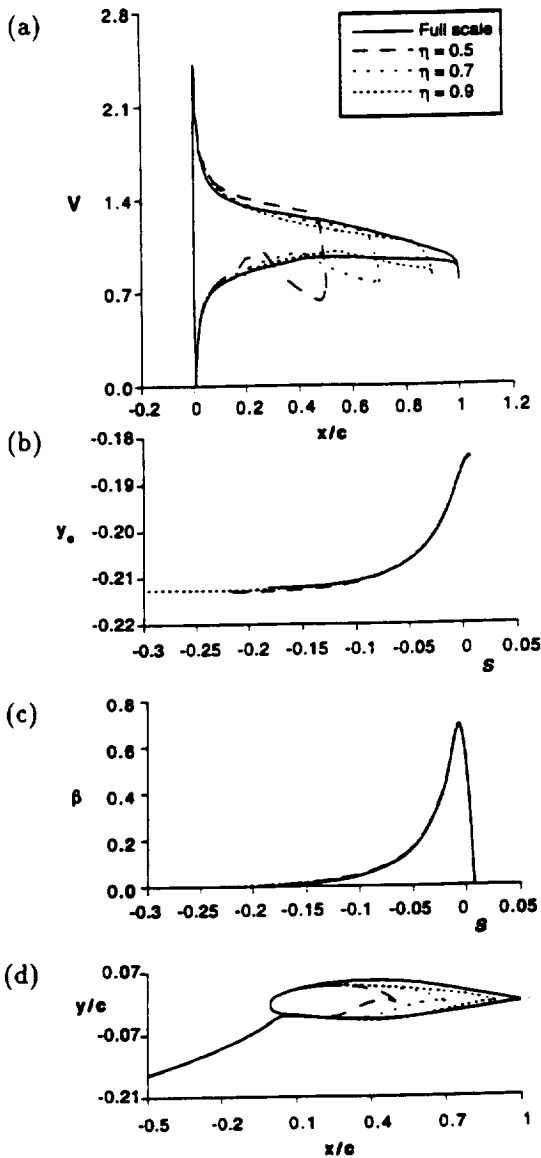 (a)
2.8
2.1
1.4
0.7
0.0
V
Full scale
η = 0.5
η = 0.7
η = 0.9
-0.2 0 0.2 0.4 0.6 0.8 1 1.2
x/c
(b)
-0.18
-0.19
-0.20
-0.21
-0.22
yₒ
-0.3 -0.25 -0.2 -0.15 -0.1 -0.05 0 0.05
S
(c)
0.8
0.6
0.4
0.2
0.0
β
-0.3 -0.25 -0.2 -0.15 -0.1 -0.05 0 0.05
S
(d)
0.07
y/c
-0.07
-0.21
-0.5 -0.2 0.1 0.4 0.7 1
x/c